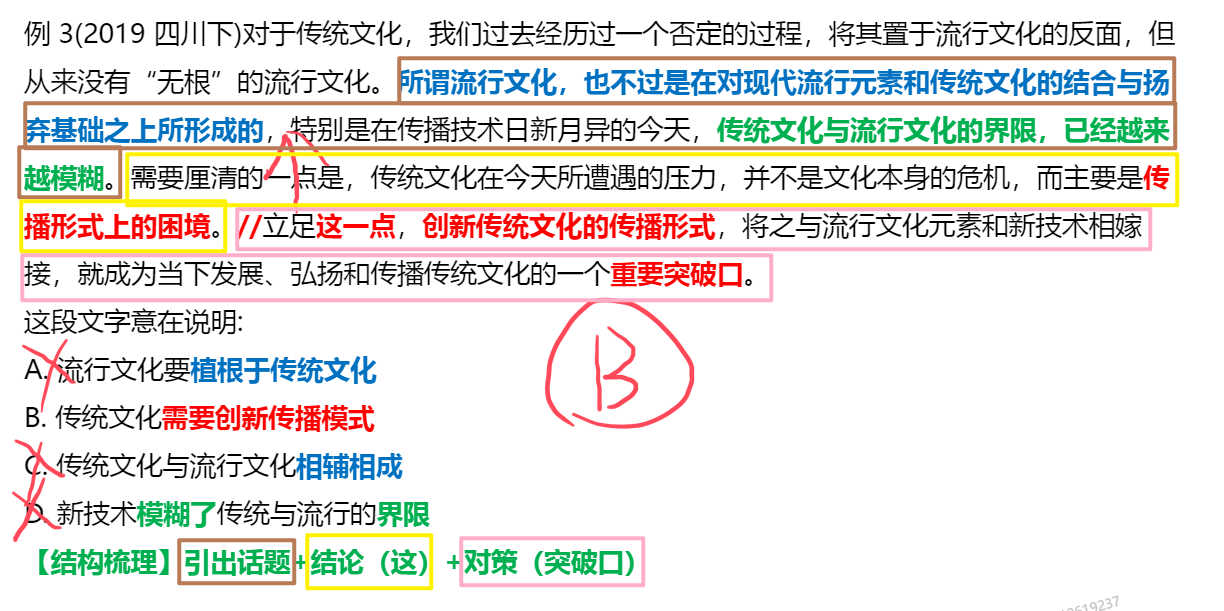 例 3(2019 四川下)对于传统文化，我们过去经历过一个否定的过程，将其置于流行文化的反面，但
从来没有“无根”的流行文化。所谓流行文化，也不过是在对现代流行元素和传统文化的结合与扬
弃基础之上所形成的，特别是在传播技术日新月异的今天，传统文化与流行文化的界限，已经越来
越模糊。需要厘清的一点是，传统文化在今天所遭遇的压力，并不是文化本身的危机，而主要是传
播形式上的困境。//立足这一点，创新传统文化的传播形式，将之与流行文化元素和新技术相嫁
接，就成为当下发展、弘扬和传播传统文化的一个重要突破口。
这段文字意在说明:
A. 流行文化要植根于传统文化
B. 传统文化需要创新传播模式
B
C. 传统文化与流行文化相辅相成
D. 新技术模糊了传统与流行的界限
【结构梳理】引出话题+结论（这）+对策（突破口）